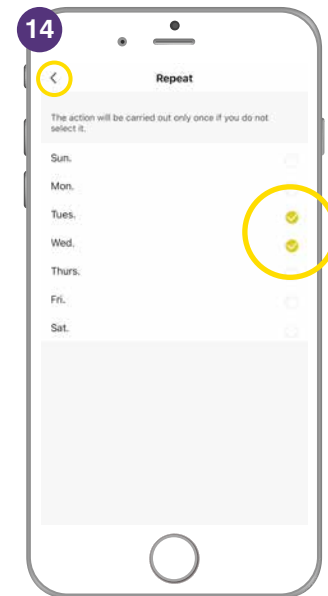 14
Repeat
The action will be carried out only once if you do not
select it.
Sun.
Mon.
Tues.
Wed.
Thurs.
Fri.
Sat.